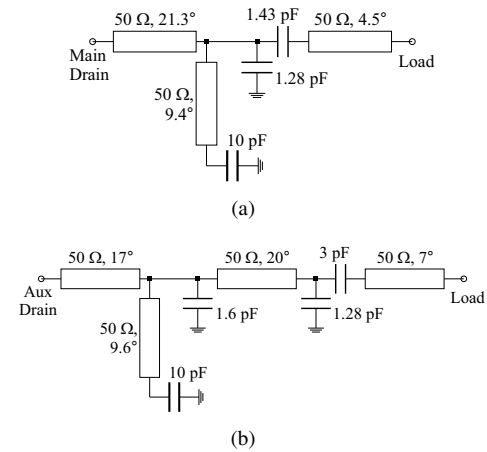 50 Ω, 21.3°
1.43 pF
50 Ω, 4.5°
Main
Drain
Load
1.28 pF
50 Ω,
9.4°
10 pF
(a)
50 Ω, 17°
50 Ω, 20°
3 pF
50 Ω, 7°
Aux
Drain
Load
1.6 pF
1.28 pF
50 Ω,
9.6°
10 pF
(b)